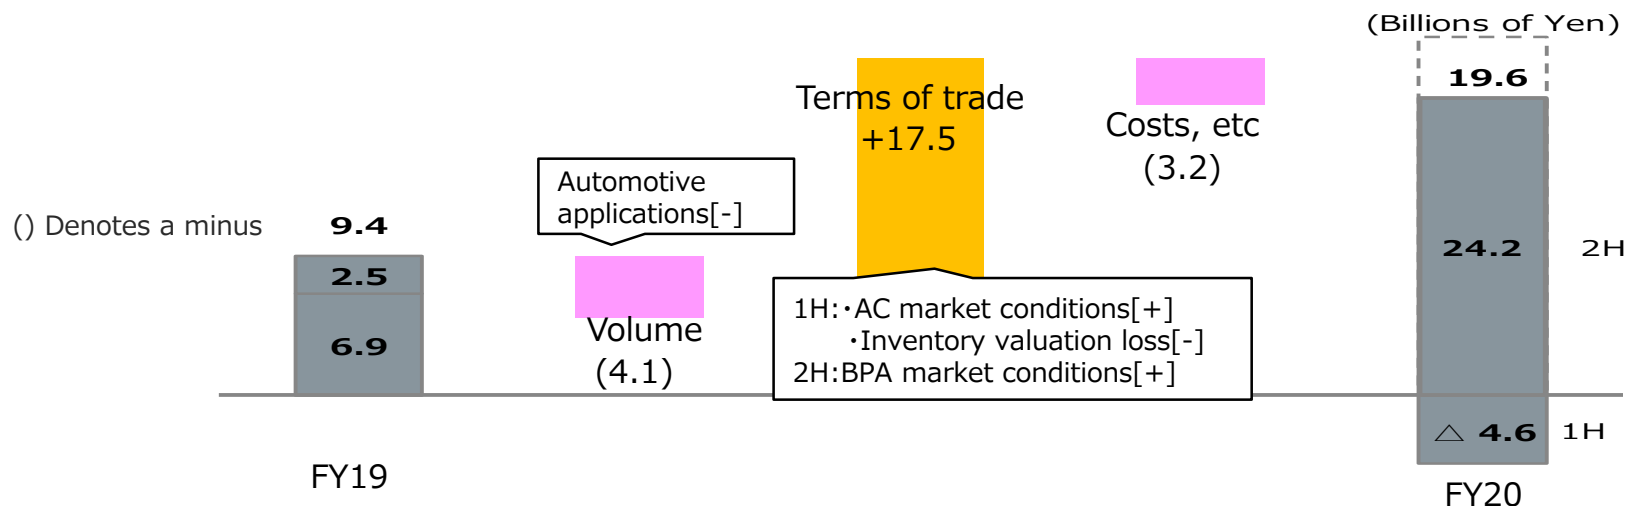 (Billions of Yen)
() Denotes a minus
9.4
2.5
6.9
FY19
Automotive
applications[-]
Volume
(4.1)
Terms of trade
+17.5
1H:・AC market conditions[+]
・Inventory valuation loss[-]
2H:BPA market conditions[+]
Costs, etc
(3.2)
19.6
24.2
2H
△ 4.6
1H
FY20